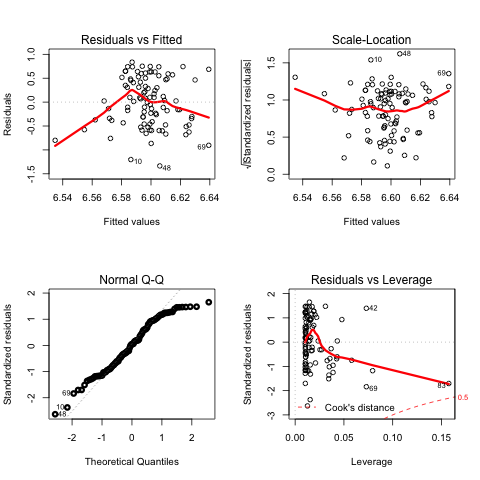 Residuals vs Fitted
Residuals
1.0
0.5
0.0
-0.5
-1.5
10
48
69
6.54 6.56 6.58 6.60 6.62 6.64
Fitted values
Scale-Location
√|Standardized residuals|
1.5
1.0
0.5
0.0
48
10
69
6.54 6.56 6.58 6.60 6.62 6.64
Fitted values
Normal Q-Q
Standardized residuals
2
1
0
-1
-2
69
10
48
-2 -1 0 1 2
Theoretical Quantiles
Residuals vs Leverage
Standardized residuals
2
1
0
-1
-2
-3
42
83
69
0.5
Cook's distance
0.00 0.05 0.10 0.15
Leverage